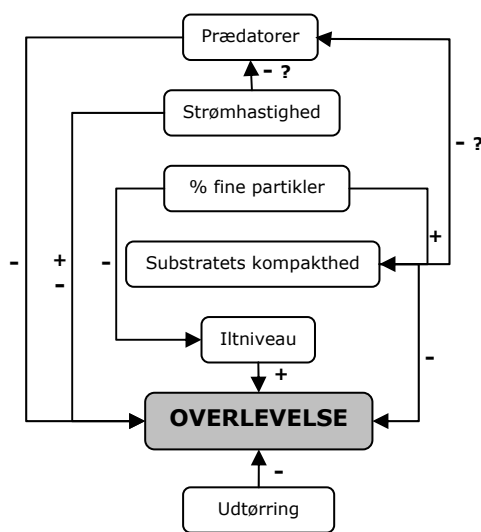 Prædatorer
- ?
Strømhastighed
- ?
% fine partikler
+
-
+
-
-
Substratets kompakthed
Iltniveau
-
+
OVERLEVELSE
-
Udtørring